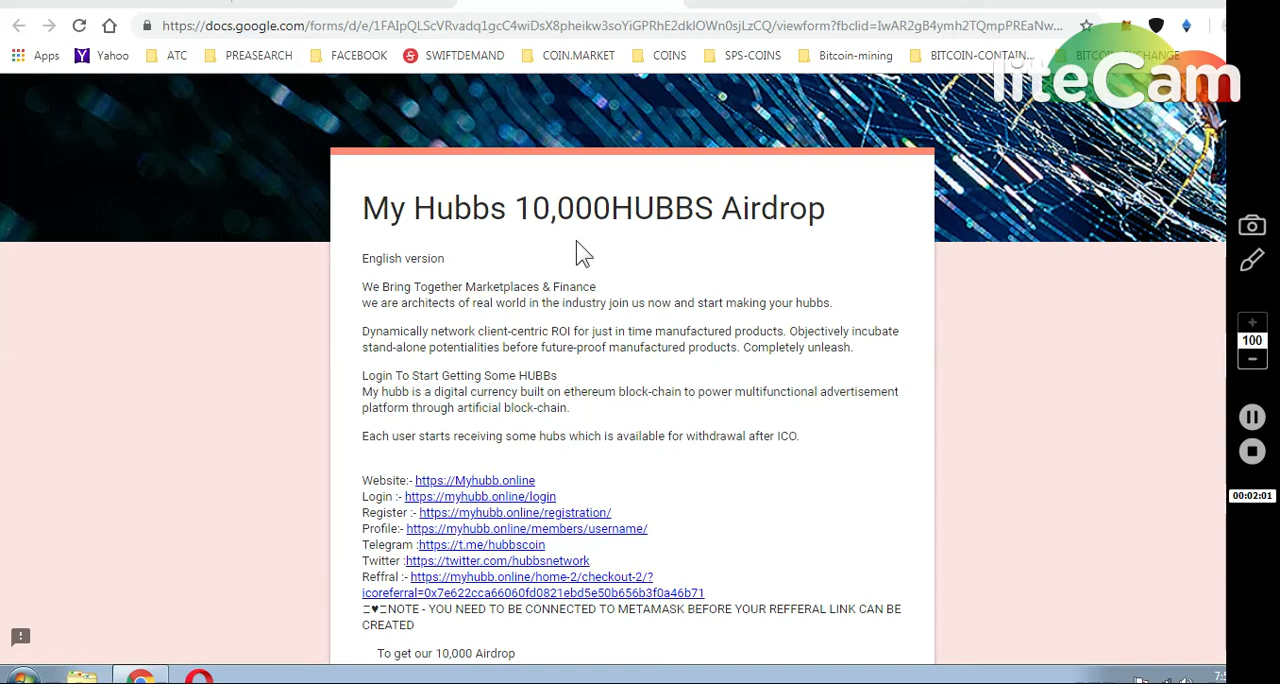 https://docs.google.com/forms/d/e/1FAIpQLScVRvadq1gcC4wiDsX8pheikw3soYiGPRhE2dklOWn0sjLzCQ/viewform?fbclid=IwAR2gB4ymh2TQmpPREaNw...
Apps Yahoo ATC PREASEARCH FACEBOOK SWIFTDEMAND COIN.MARKET COINS SPS-COINS Bitcoin-mining BITCOIN-CONTAIN... BITCOIN-EXCHANGE
liteCam
My Hubbs 10,000HUBBS Airdrop
English version
We Bring Together Marketplaces & Finance
we are architects of real world in the industry join us now and start making your hubbs.
Dynamically network client-centric ROI for just in time manufactured products. Objectively incubate
stand-alone potentialities before future-proof manufactured products. Completely unleash.
Login To Start Getting Some HUBBs
My hubb is a digital currency built on ethereum block-chain to power multifunctional advertisement
platform through artificial block-chain.
Each user starts receiving some hubs which is available for withdrawal after ICO.
Website:- https://Myhubb.online
Login :- https://myhubb.online/login
Register :- https://myhubb.online/registration/
Profile:- https://myhubb.online/members/username/
Telegram :https://t.me/hubbscoin
Twitter :https://twitter.com/hubbsnetwork
Reffral :- https://myhubb.online/home-2/checkout-2/?
icoreferral=0x7e622cca66060fd0821ebd5e50b656b3f0a46b71
NOTE - YOU NEED TO BE CONNECTED TO METAMASK BEFORE YOUR REFFERAL LINK CAN BE
CREATED
To get our 10,000 Airdrop
100
00:02:01